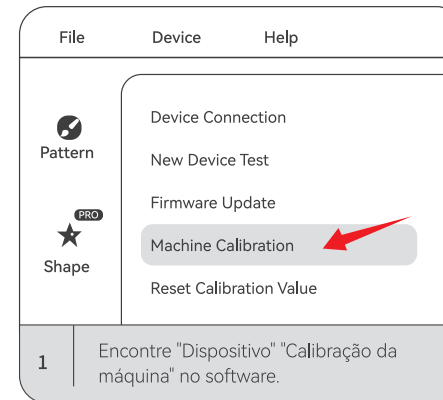 File Device Help
Pattern
PRO
Shape
Device Connection
New Device Test
Firmware Update
Machine Calibration
Reset Calibration Value
1
Encontre "Dispositivo" "Calibração da
máquina" no software.